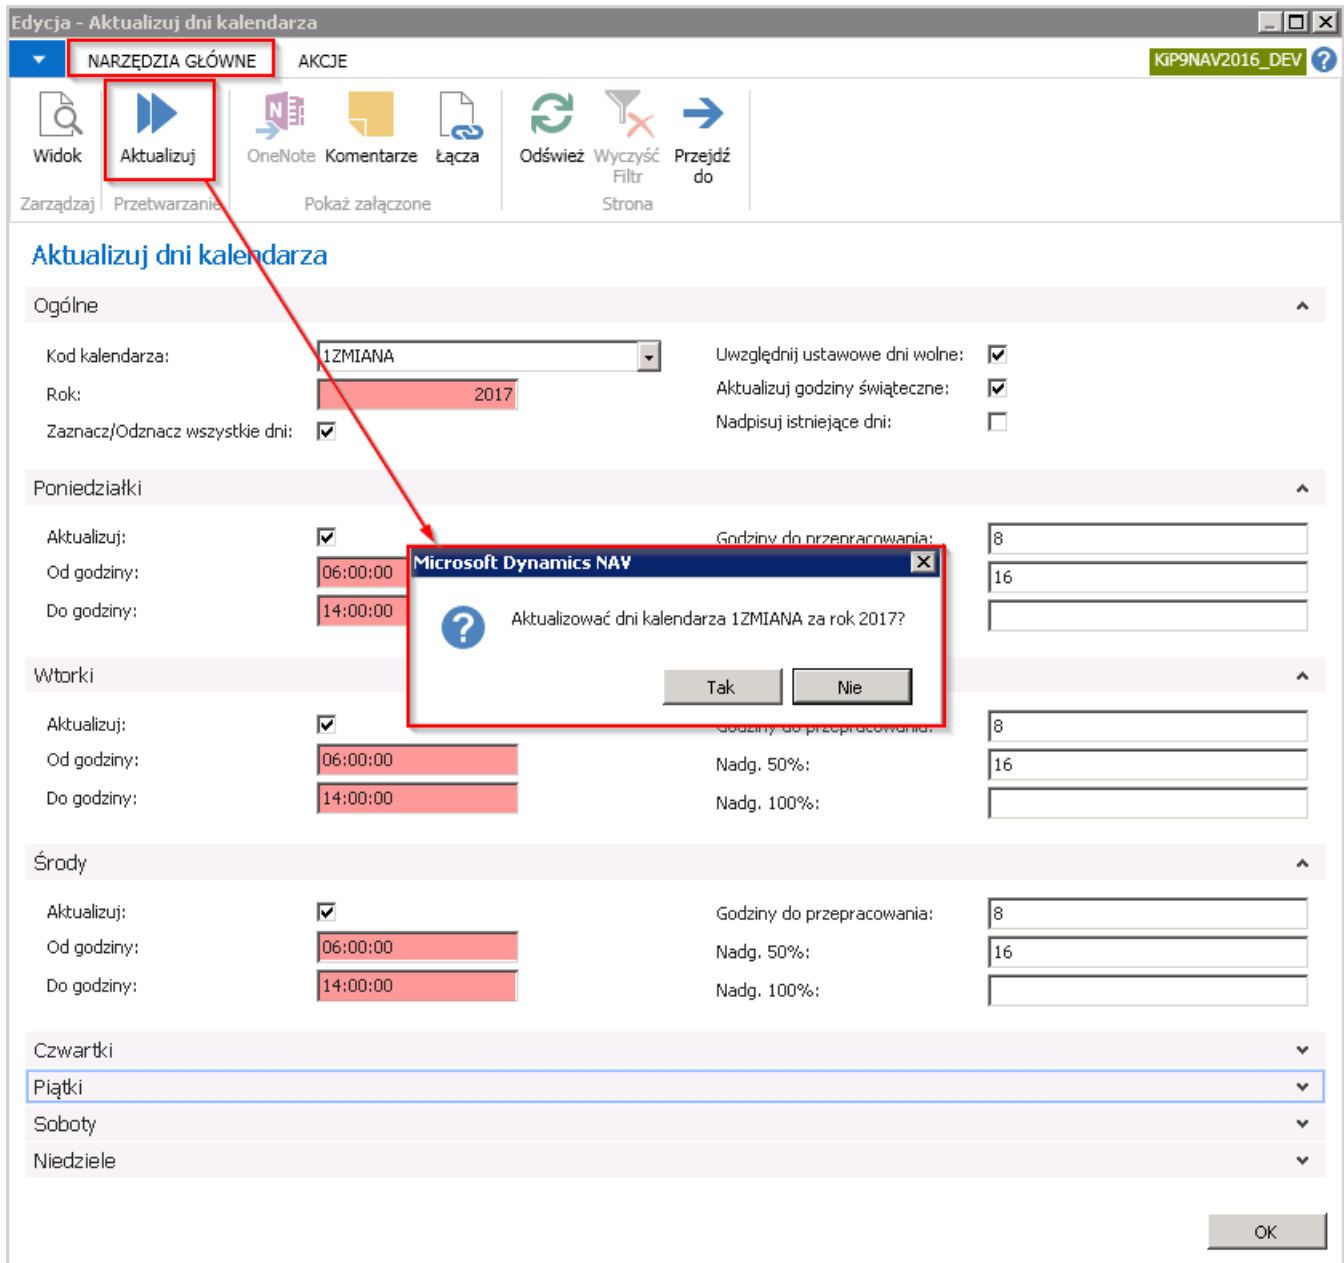 Edycja - Aktualizuj dni kalendarza
NARZĘDZIA GŁÓWNE AKCJE KiP9NAV2016_DEV ?
Widok Aktualizuj OneNote Komentarze Łącza Odśwież Wyczyść Filtr Przejdź do
Zarządzaj Przetwarzanie Pokaż załączone Strona
Aktualizuj dni kalendarza
Ogólne
Kod kalendarza: 1ZMIANA Uwzględnij ustawowe dni wolne:
Rok: 2017 Aktualizuj godziny świąteczne:
Zaznacz/Odznacz wszystkie dni: Nadpisuj istniejące dni:
Poniedziałki
Aktualizuj: Godziny do przepracowania: 8
Od godziny: 06:00:00 16
Do godziny: 14:00:00
Microsoft Dynamics NAV
Aktualizować dni kalendarza 1ZMIANA za rok 2017?
Tak Nie
Wtorki
Aktualizuj: Godziny do przepracowania: 8
Od godziny: 06:00:00 Nadg. 50%: 16
Do godziny: 14:00:00 Nadg. 100%:
Środy
Aktualizuj: Godziny do przepracowania: 8
Od godziny: 06:00:00 Nadg. 50%: 16
Do godziny: 14:00:00 Nadg. 100%:
Czwartki
Piątki
Soboty
Niedziele
OK